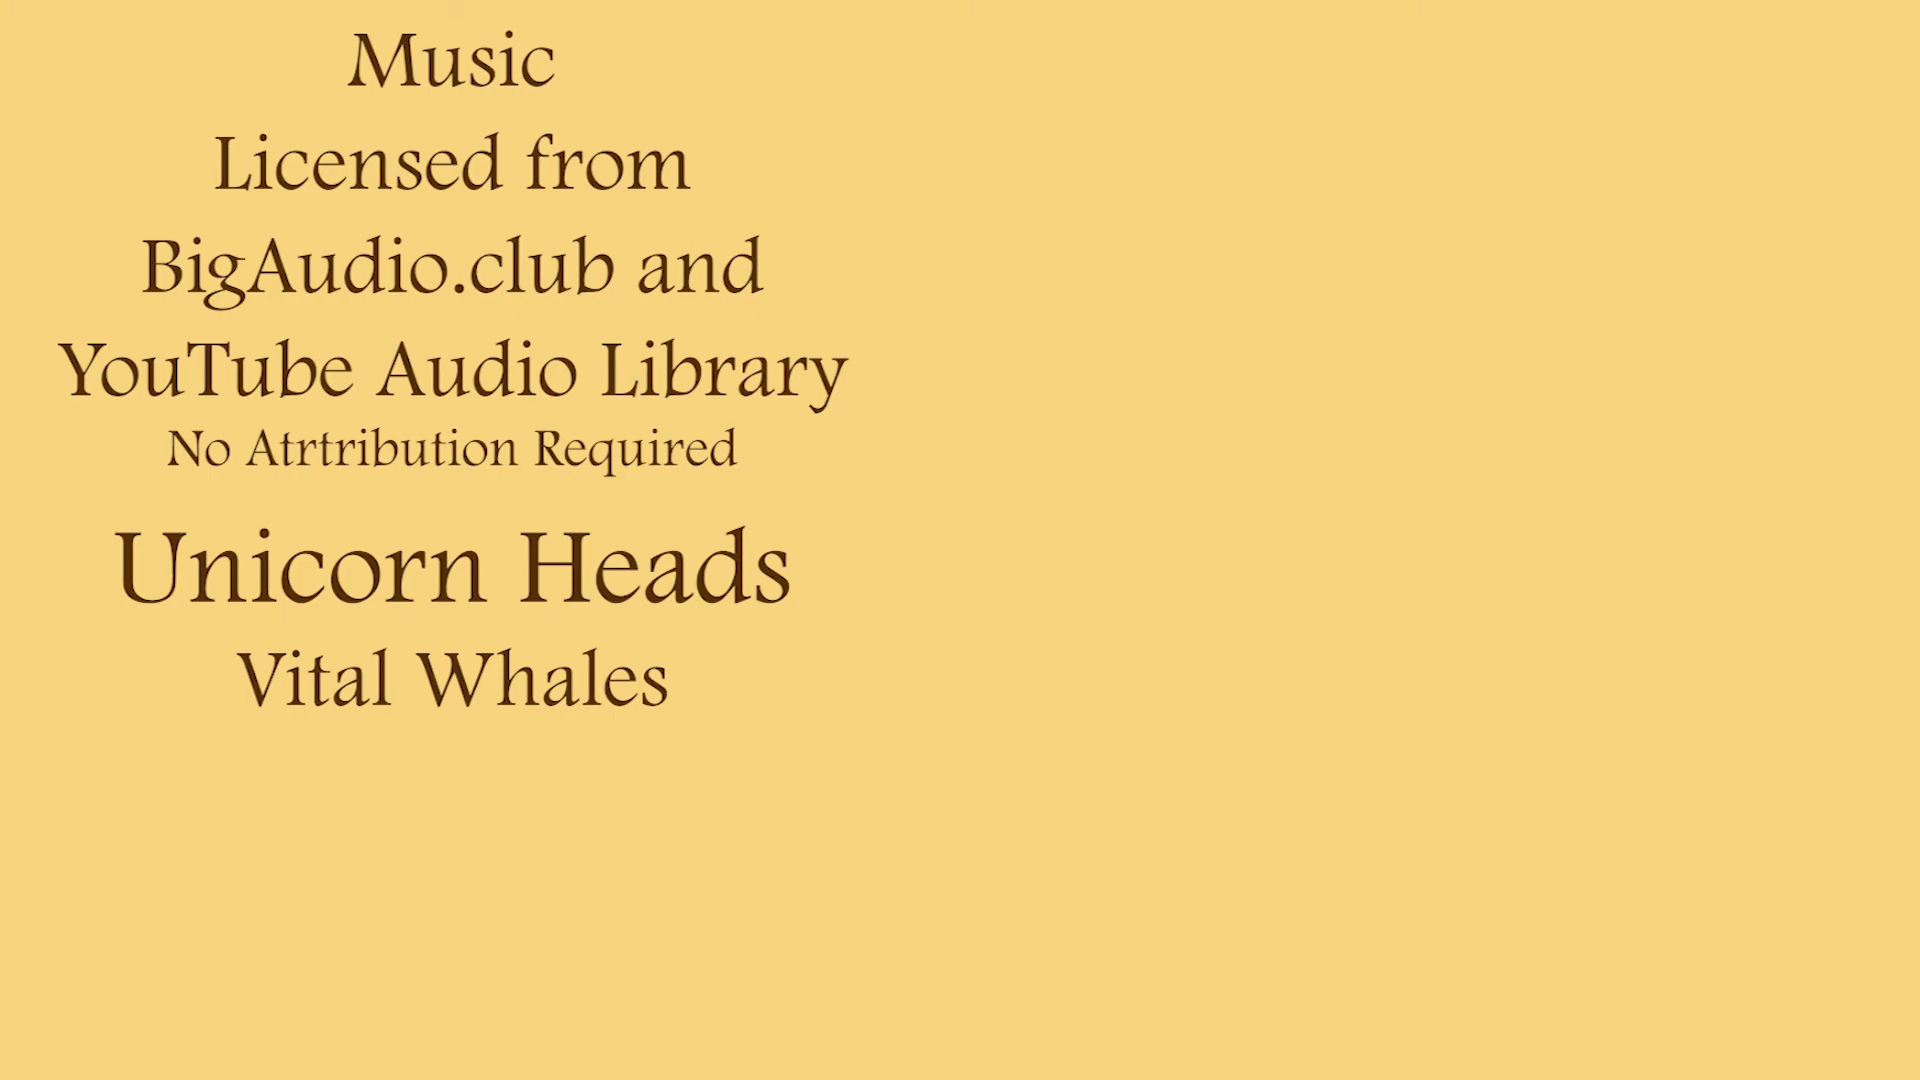 Music
Licensed from
BigAudio.club and
YouTube Audio Library
No Atrtribution Required
Unicorn Heads
Vital Whales